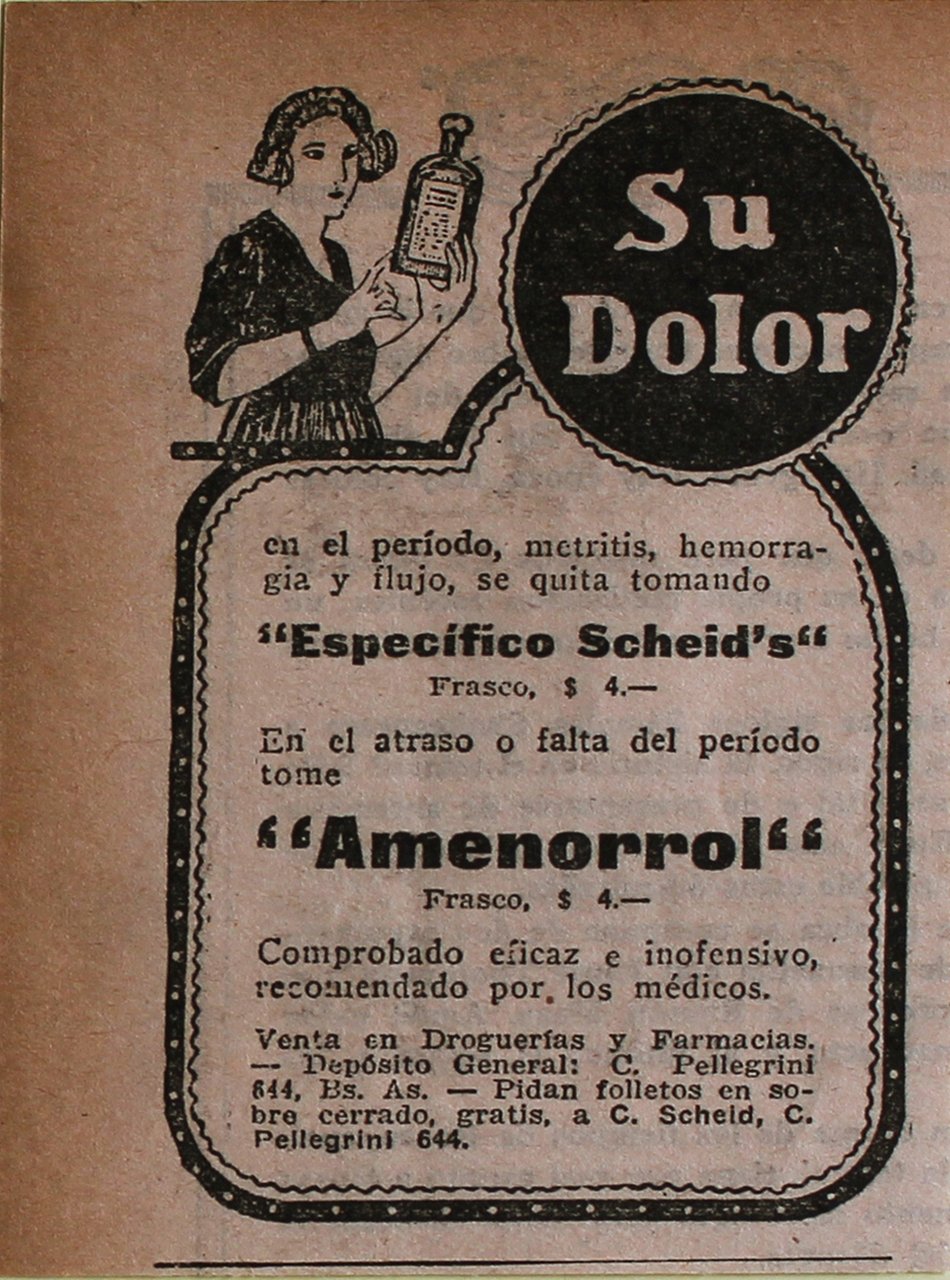 Su
Dolor
en el período, metritis, hemorra-
gia y flujo, se quita tomando
“Específico Scheid's“
Frasco, $ 4.—
En el atraso o falta del período
tome
“Amenorrol“
Frasco, $ 4.—
Comprobado eficaz e inofensivo,
recomendado por los médicos.
Venta en Droguerías y Farmacias.
— Depósito General: C. Pellegrini
644, Bs. As. — Pidan folletos en so-
bre cerrado, gratis, a C. Scheid, C.
Pellegrini 644.